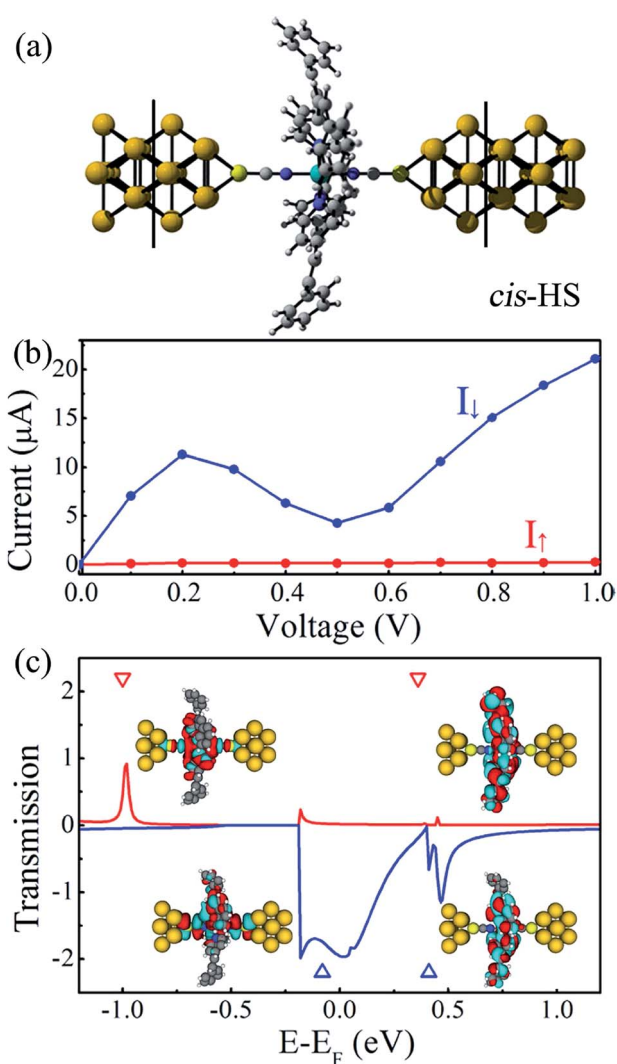 (a)
cis-HS
(b)
20
15
10
5
0
Current (μA)
I↓
I↑
0.0 0.2 0.4 0.6 0.8 1.0
Voltage (V)
(c)
2
1
0
-1
-2
Transmission
-1.0 -0.5 0.0 0.5 1.0
E-E_F (eV)